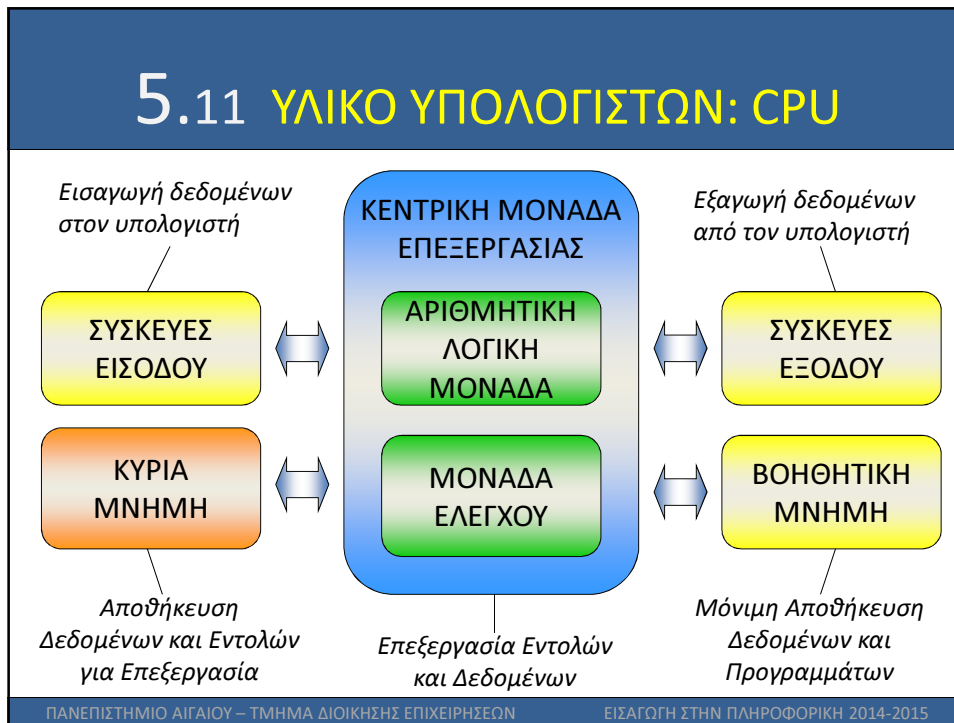 5.11 ΥΛΙΚΟ ΥΠΟΛΟΓΙΣΤΩΝ: CPU
Εισαγωγή δεδομένων
στον υπολογιστή
ΚΕΝΤΡΙΚΗ ΜΟΝΑΔΑ
ΕΠΕΞΕΡΓΑΣΙΑΣ
Εξαγωγή δεδομένων
από τον υπολογιστή
ΣΥΣΚΕΥΕΣ
ΕΙΣΟΔΟΥ
ΑΡΙΘΜΗΤΙΚΗ
ΛΟΓΙΚΗ
ΜΟΝΑΔΑ
ΣΥΣΚΕΥΕΣ
ΕΞΟΔΟΥ
ΚΥΡΙΑ
ΜΝΗΜΗ
ΜΟΝΑΔΑ
ΕΛΕΓΧΟΥ
ΒΟΗΘΗΤΙΚΗ
ΜΝΗΜΗ
Αποθήκευση
Δεδομένων και Εντολών
για Επεξεργασία
Επεξεργασία Εντολών
και Δεδομένων
Μόνιμη Αποθήκευση
Δεδομένων και
Προγραμμάτων
ΠΑΝΕΠΙΣΤΗΜΙΟ ΑΙΓΑΙΟΥ – ΤΜΗΜΑ ΔΙΟΙΚΗΣΗΣ ΕΠΙΧΕΙΡΗΣΕΩΝ
ΕΙΣΑΓΩΓΗ ΣΤΗΝ ΠΛΗΡΟΦΟΡΙΚΗ 2014-2015